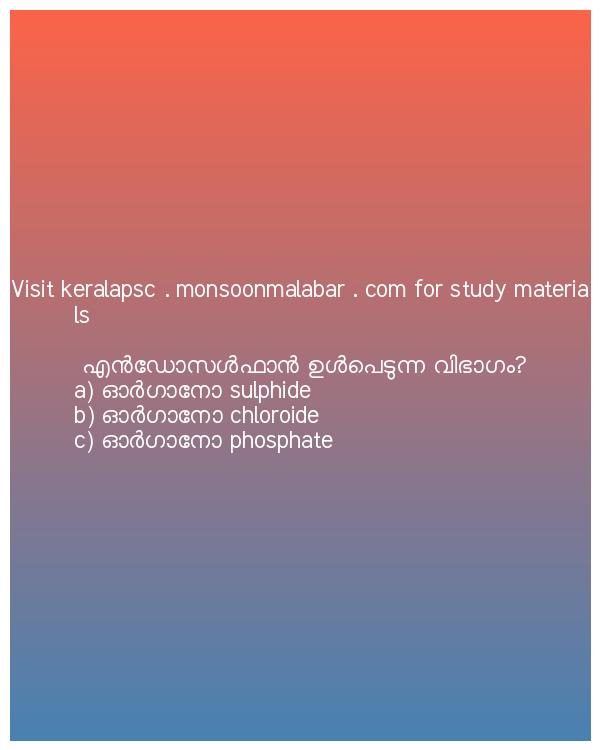 Visit keralapsc . monsoonmalabar . com for study materia
ls
എൻഡോസൾഫാൻ ഉൾപെടുന്ന വിഭാഗം?
a) ഓർഗാനോ sulphide
b) ഓർഗാനോ chloroide
c) ഓർഗാനോ phosphate